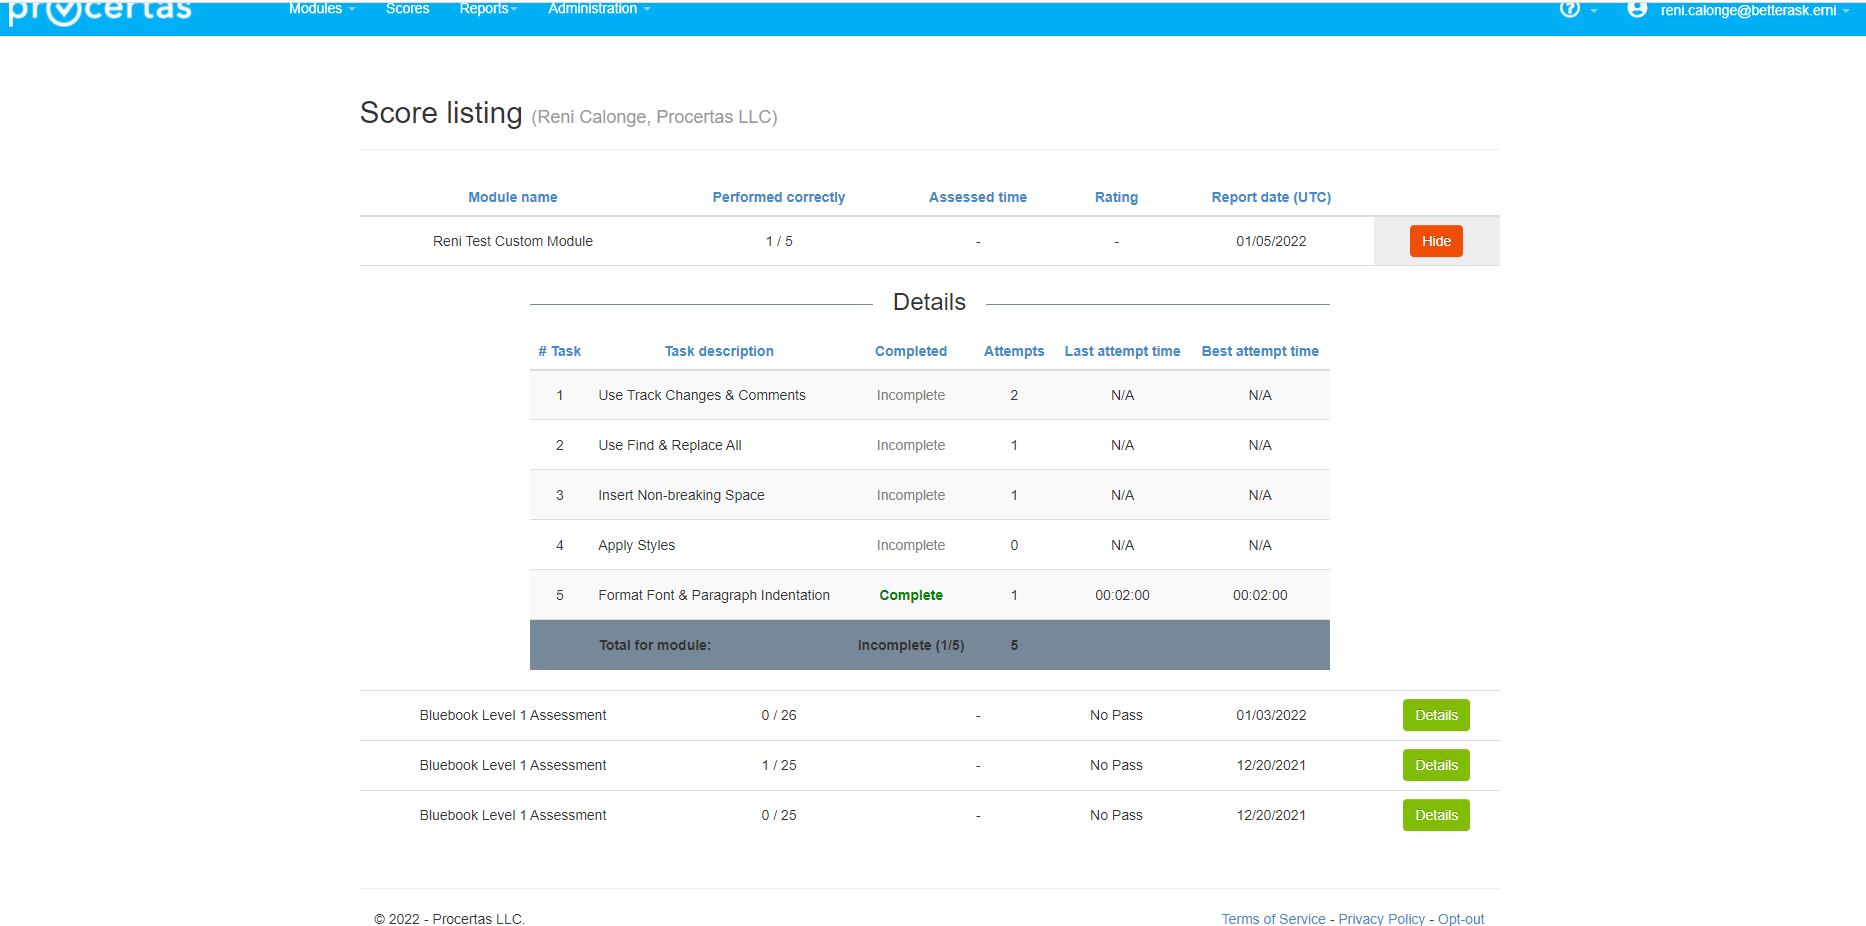 procertas Modules Scores Reports Administration reni.calonge@betterask.erni
Score listing (Reni Calonge, Procertas LLC)
Module name Performed correctly Assessed time Rating Report date (UTC)
Reni Test Custom Module 1 / 5 - - 01/05/2022 Hide
Details
# Task Task description Completed Attempts Last attempt time Best attempt time
1 Use Track Changes & Comments Incomplete 2 N/A N/A
2 Use Find & Replace All Incomplete 1 N/A N/A
3 Insert Non-breaking Space Incomplete 1 N/A N/A
4 Apply Styles Incomplete 0 N/A N/A
5 Format Font & Paragraph Indentation Complete 1 00:02:00 00:02:00
Total for module: Incomplete (1/5) 5
Bluebook Level 1 Assessment 0 / 26 - No Pass 01/03/2022 Details
Bluebook Level 1 Assessment 1 / 25 - No Pass 12/20/2021 Details
Bluebook Level 1 Assessment 0 / 25 - No Pass 12/20/2021 Details
© 2022 - Procertas LLC. Terms of Service - Privacy Policy - Opt-out